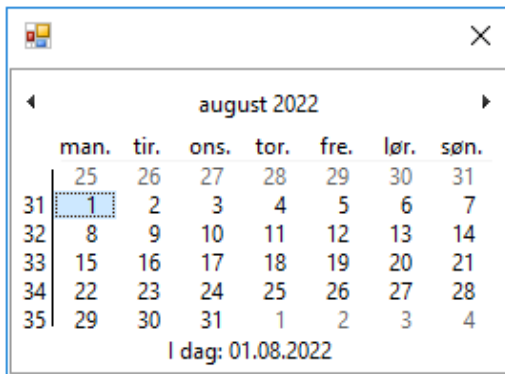 august 2022
man. tir. ons. tor. fre. lør. søn.
25 26 27 28 29 30 31
31 1 2 3 4 5 6 7
32 8 9 10 11 12 13 14
33 15 16 17 18 19 20 21
34 22 23 24 25 26 27 28
35 29 30 31 1 2 3 4
I dag: 01.08.2022